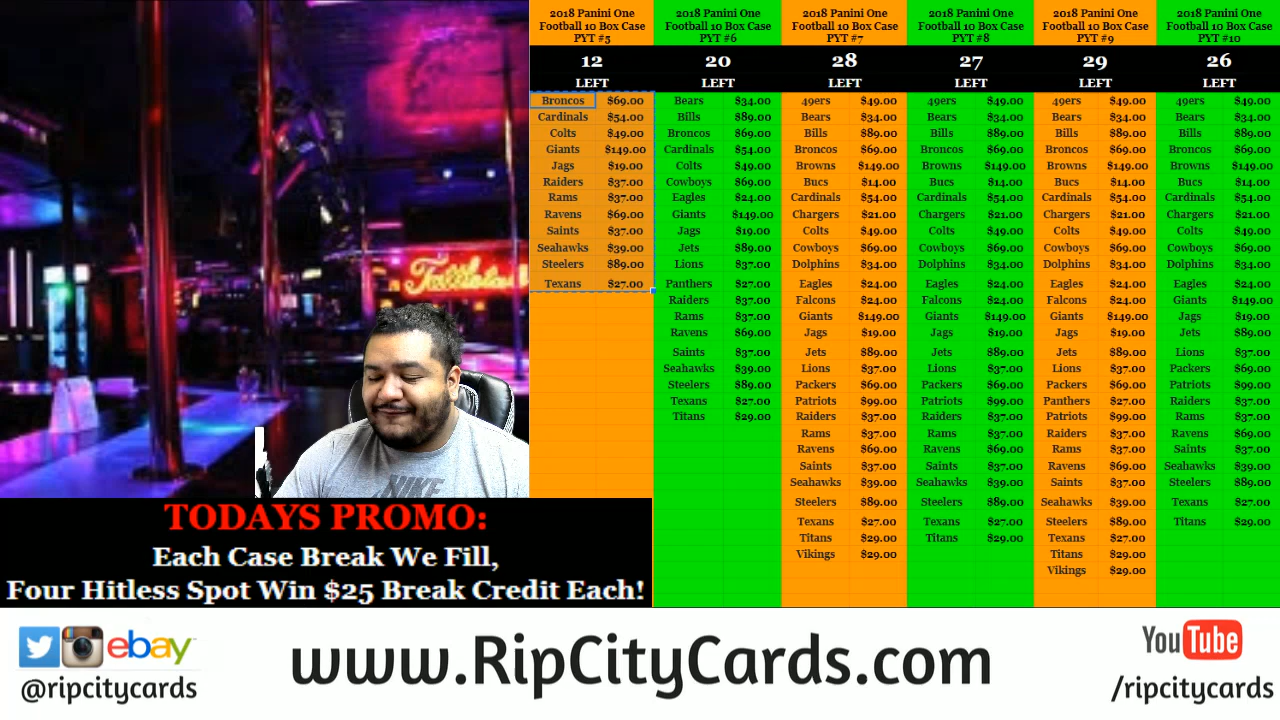 2018 Panini One
Football 10 Box Case
PYT #5
12
LEFT
Broncos $69.00
Cardinals $54.00
Colts $49.00
Giants $149.00
Jags $19.00
Raiders $37.00
Rams $37.00
Ravens $69.00
Saints $37.00
Seahawks $39.00
Steelers $89.00
Texans $27.00
2018 Panini One
Football 10 Box Case
PYT #6
20
LEFT
Bears $34.00
Bills $89.00
Broncos $69.00
Cardinals $54.00
Colts $49.00
Cowboys $69.00
Eagles $24.00
Giants $149.00
Jags $19.00
Jets $89.00
Lions $37.00
Panthers $27.00
Raiders $37.00
Rams $37.00
Ravens $69.00
Saints $37.00
Seahawks $39.00
Steelers $89.00
Texans $27.00
Titans $29.00
2018 Panini One
Football 10 Box Case
PYT #7
28
LEFT
49ers $49.00
Bears $34.00
Bills $89.00
Broncos $69.00
Browns $149.00
Bucs $14.00
Cardinals $54.00
Chargers $21.00
Colts $49.00
Cowboys $69.00
Dolphins $34.00
Eagles $24.00
Falcons $24.00
Giants $149.00
Jags $19.00
Jets $89.00
Lions $37.00
Packers $69.00
Patriots $99.00
Raiders $37.00
Rams $37.00
Ravens $69.00
Saints $37.00
Seahawks $39.00
Steelers $89.00
Texans $27.00
Titans $29.00
Vikings $29.00
2018 Panini One
Football 10 Box Case
PYT #8
27
LEFT
49ers $49.00
Bears $34.00
Bills $89.00
Broncos $69.00
Browns $149.00
Bucs $14.00
Cardinals $54.00
Chargers $21.00
Colts $49.00
Cowboys $69.00
Dolphins $34.00
Eagles $24.00
Falcons $24.00
Giants $149.00
Jags $19.00
Jets $89.00
Lions $37.00
Packers $69.00
Patriots $99.00
Raiders $37.00
Rams $37.00
Ravens $69.00
Saints $37.00
Seahawks $39.00
Steelers $89.00
Texans $27.00
Titans $29.00
2018 Panini One
Football 10 Box Case
PYT #9
29
LEFT
49ers $49.00
Bears $34.00
Bills $89.00
Broncos $69.00
Browns $149.00
Bucs $14.00
Cardinals $54.00
Chargers $21.00
Colts $49.00
Cowboys $69.00
Dolphins $34.00
Eagles $24.00
Falcons $24.00
Giants $149.00
Jags $19.00
Jets $89.00
Lions $37.00
Packers $69.00
Panthers $27.00
Patriots $99.00
Raiders $37.00
Rams $37.00
Ravens $69.00
Saints $37.00
Seahawks $39.00
Steelers $89.00
Texans $27.00
Titans $29.00
Vikings $29.00
2018 Panini One
Football 10 Box Case
PYT #10
26
LEFT
49ers $49.00
Bears $34.00
Bills $89.00
Broncos $69.00
Browns $149.00
Bucs $14.00
Cardinals $54.00
Chargers $21.00
Colts $49.00
Cowboys $69.00
Dolphins $34.00
Eagles $24.00
Giants $149.00
Jags $19.00
Jets $89.00
Lions $37.00
Packers $69.00
Patriots $99.00
Raiders $37.00
Rams $37.00
Ravens $69.00
Saints $37.00
Seahawks $39.00
Steelers $89.00
Texans $27.00
Titans $29.00
NIKE
TODAYS PROMO:
Each Case Break We Fill,
Four Hitless Spot Win $25 Break Credit Each!
ebay
@ripcitycards
www.RipCityCards.com
YouTube
/ripcitycards